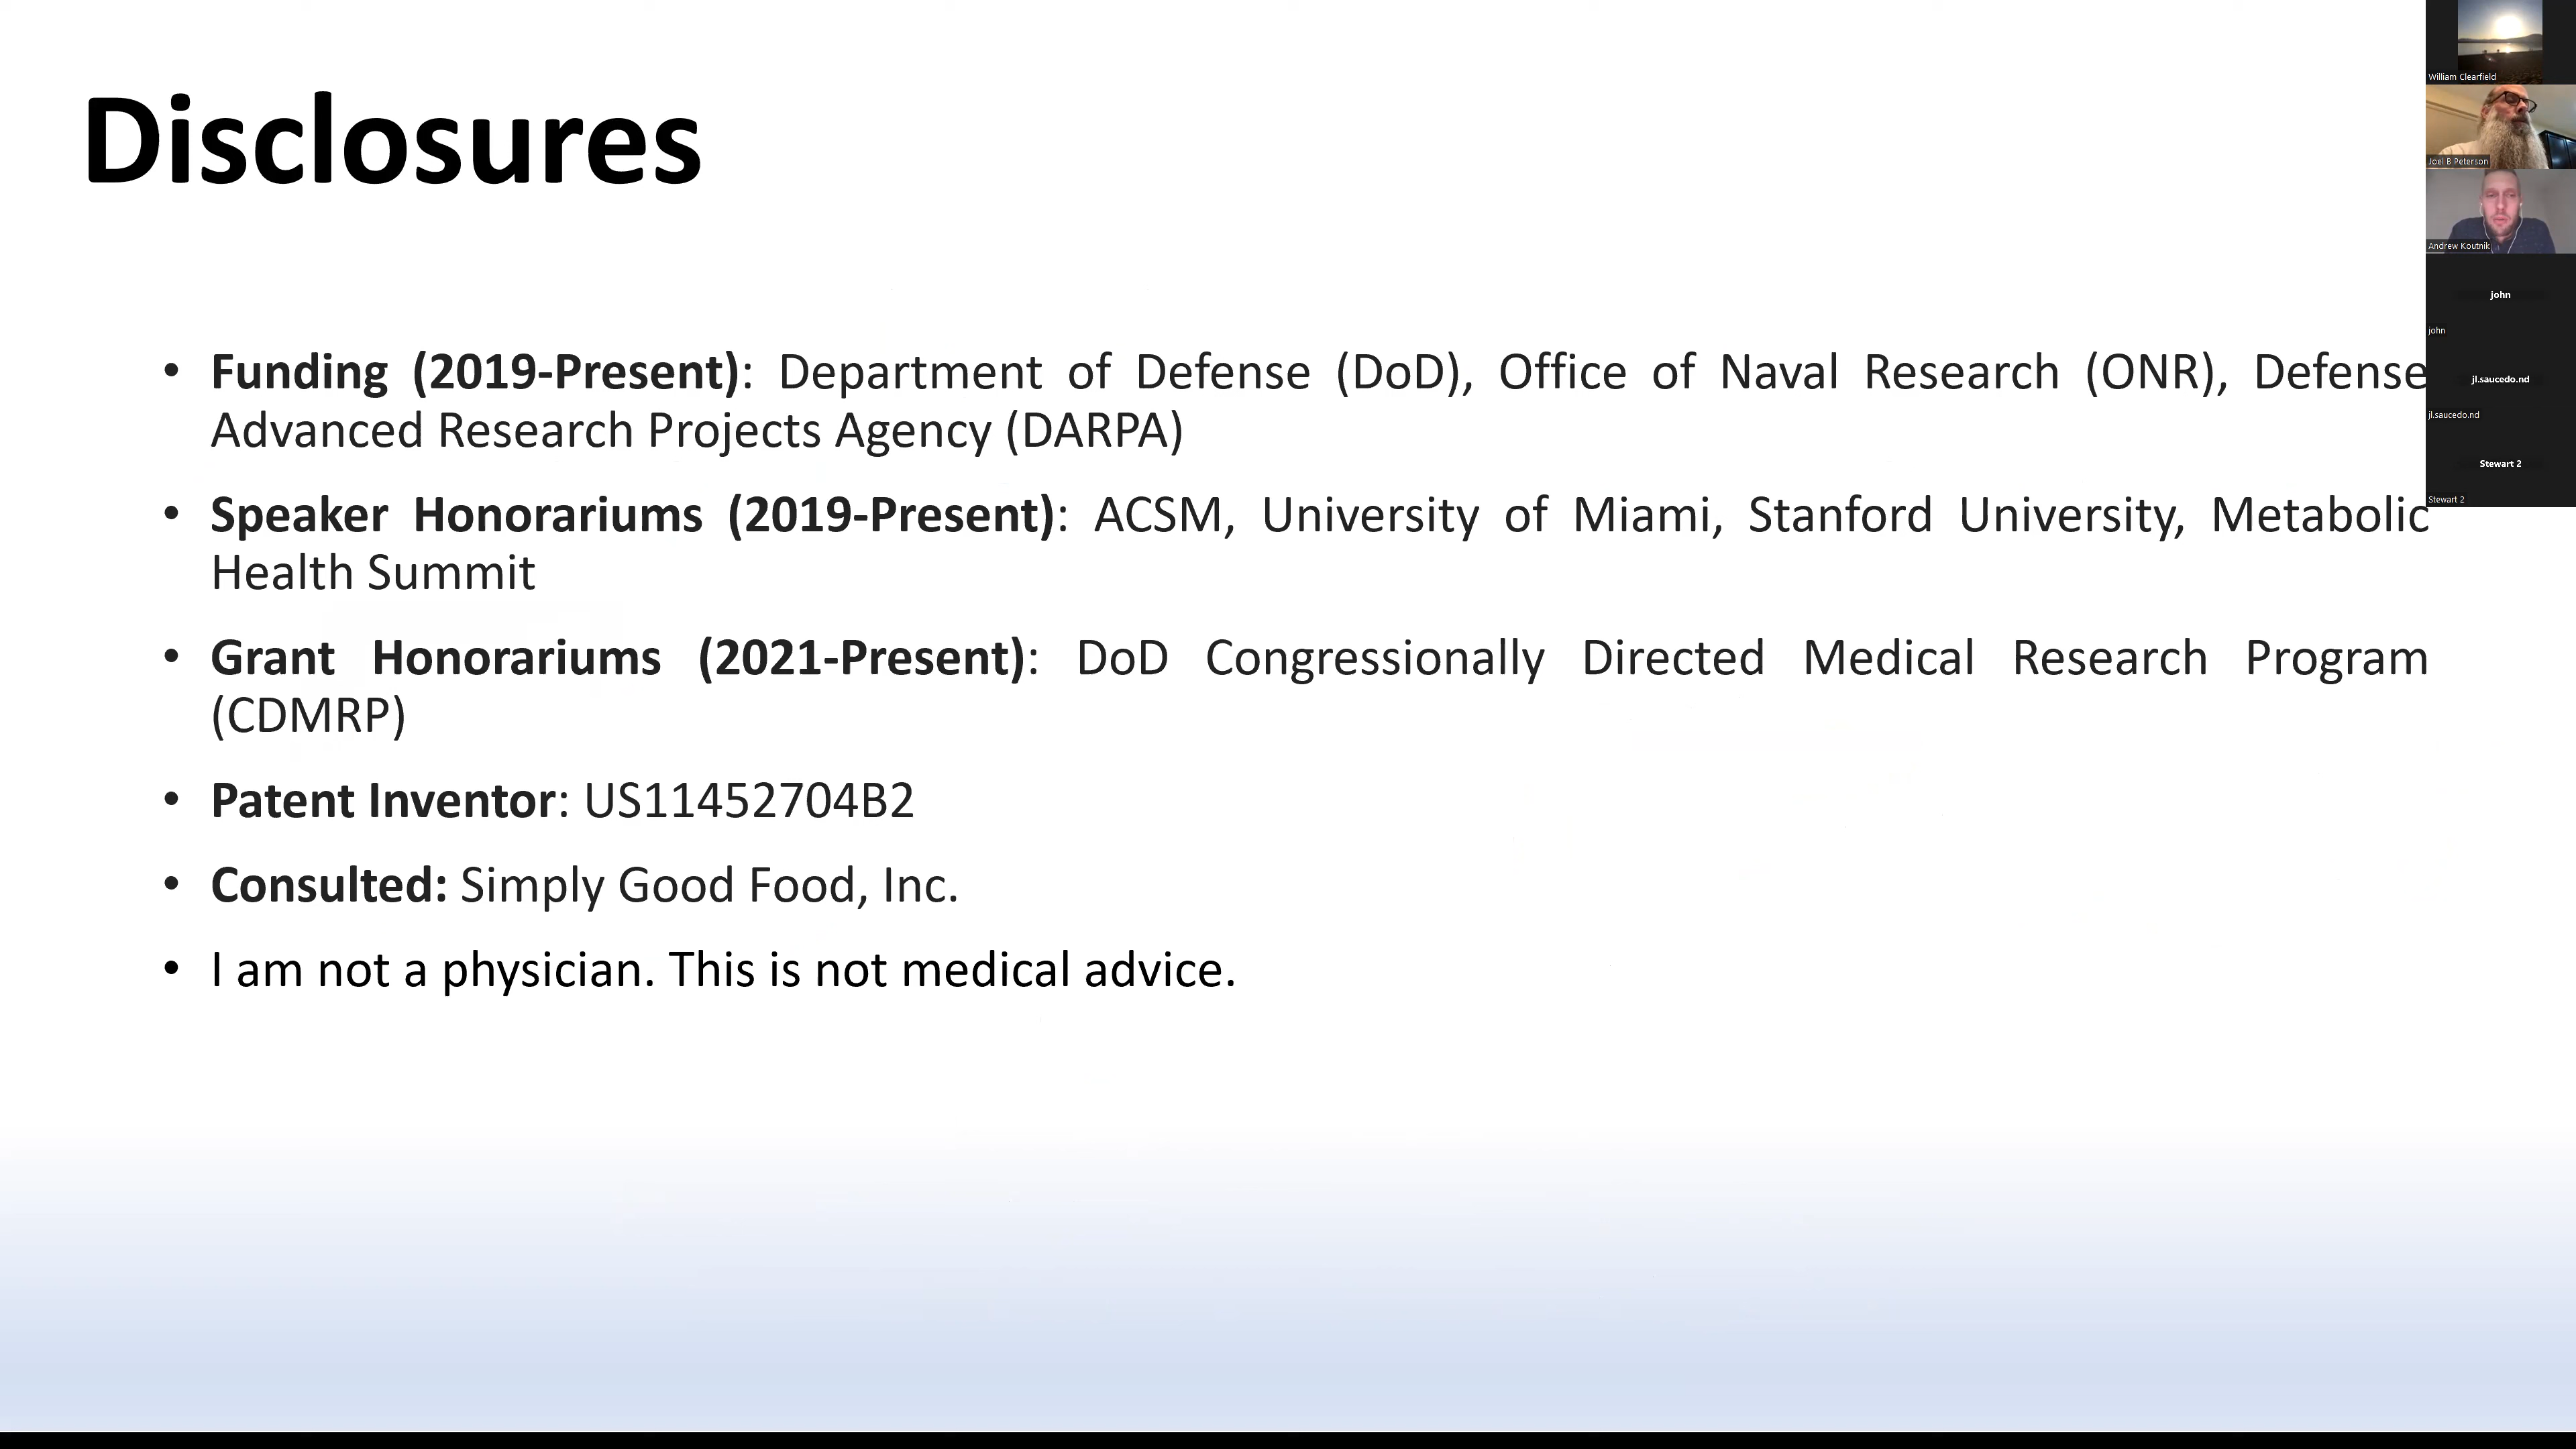 Disclosures
• Funding (2019-Present): Department of Defense (DoD), Office of Naval Research (ONR), Defense
Advanced Research Projects Agency (DARPA)
• Speaker Honorariums (2019-Present): ACSM, University of Miami, Stanford University, Metabolic
Health Summit
• Grant Honorariums (2021-Present): DoD Congressionally Directed Medical Research Program
(CDMRP)
• Patent Inventor: US11452704B2
• Consulted: Simply Good Food, Inc.
• I am not a physician. This is not medical advice.
William Clearfield
Joel B Peterson
Andrew Koutnik
john
john
jl.saucedo.nd
jl.saucedo.nd
Stewart 2
Stewart 2